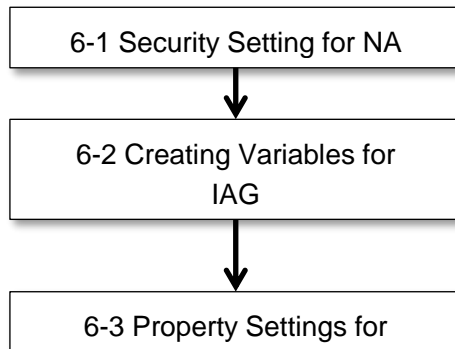 6-1 Security Setting for NA
6-2 Creating Variables for
IAG
6-3 Property Settings for